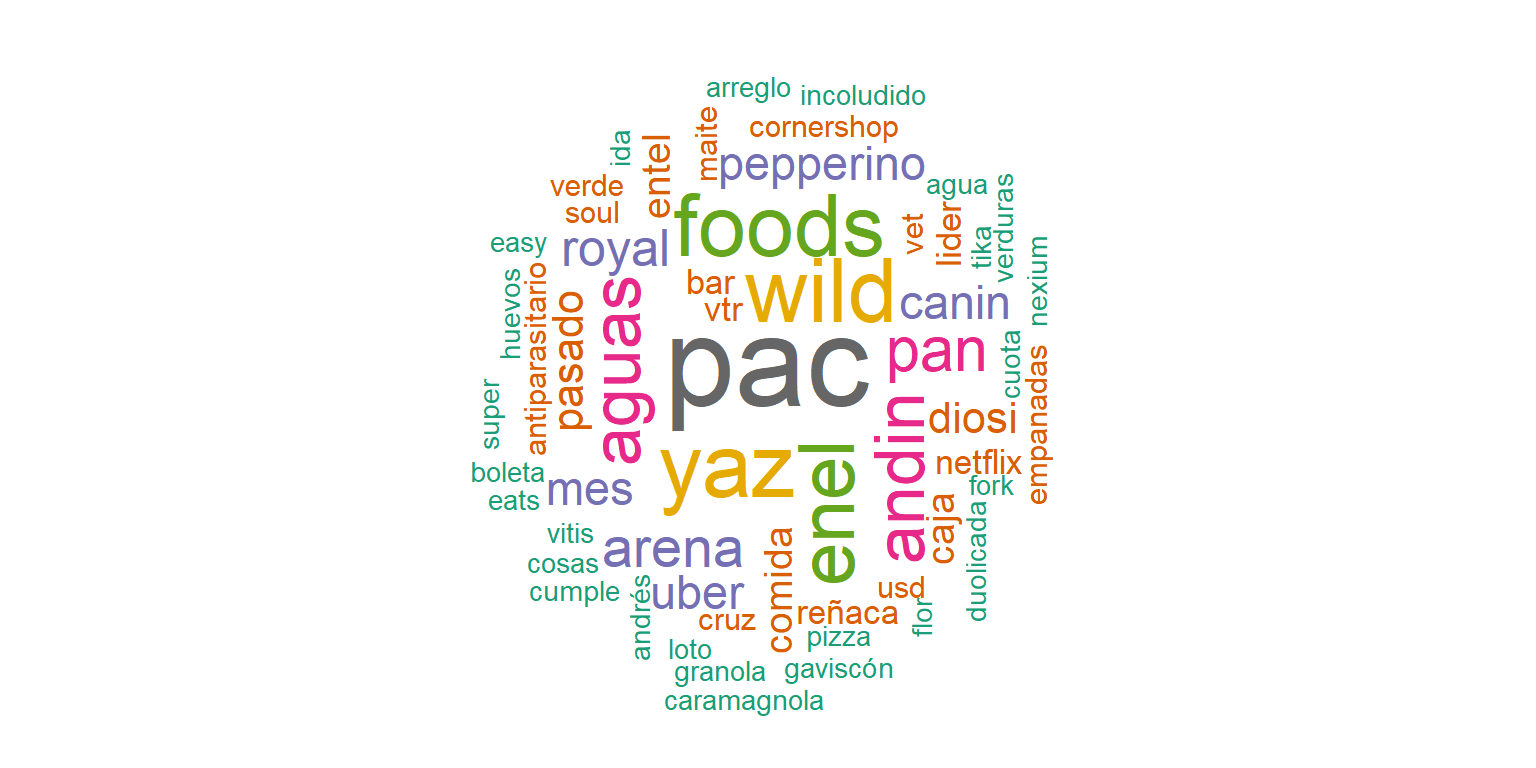 arreglo
incoludido
cornershop
maite
ida
entel
pepperino
verde
soul
agua
verduras
foods
vet
lider
tika
easy
royal
nexium
huevos
antiparasitario
pasado
aguas
bar
vtr
wild
canin
pac
pan
cuota
empanadas
super
diosi
andin
boleta
eats
mes
yaz
enel
netflix
fork
caja
duolicada
vitis
cosas
cumple
arena
uber
andrés
comida
usd
cruz
reñaca
flor
loto
pizza
granola
gaviscón
caramagnola